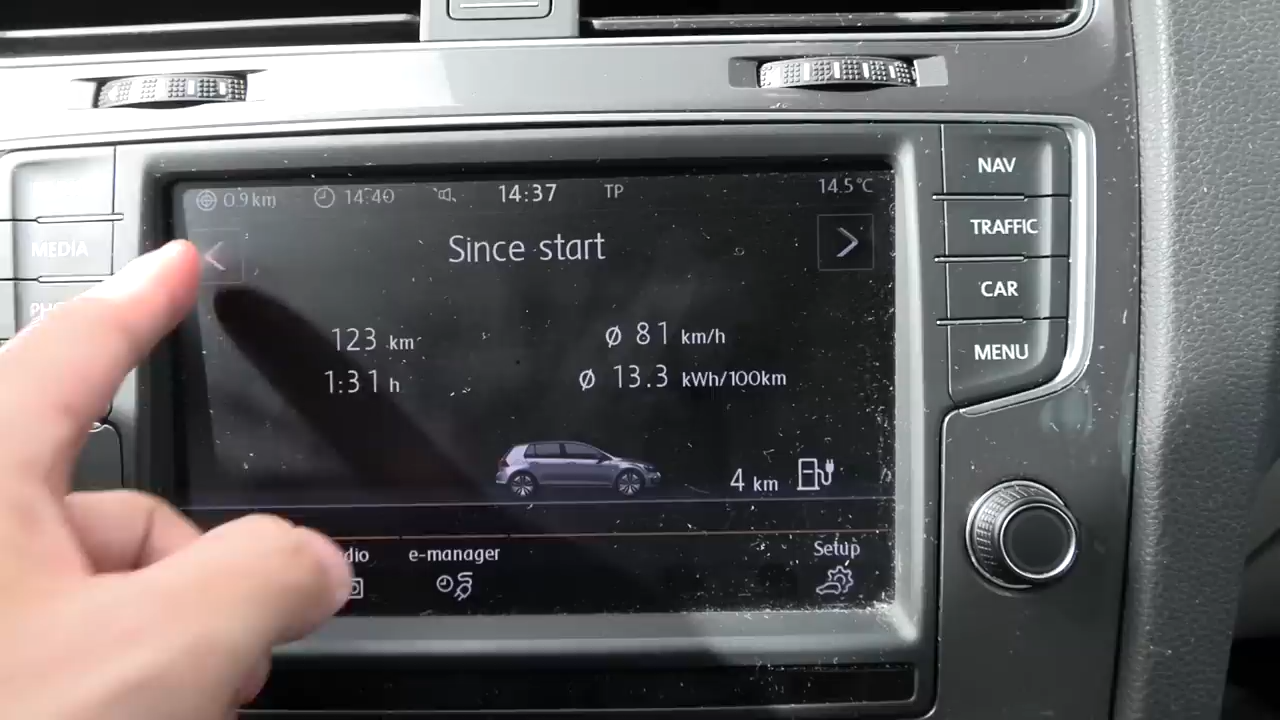 0.9 km 14:40 14:37 TP 14.5°C
Since start
123 km Ø 81 km/h
1:31 h Ø 13.3 kWh/100km
4 km
e-manager Setup
MEDIA
NAV
TRAFFIC
CAR
MENU